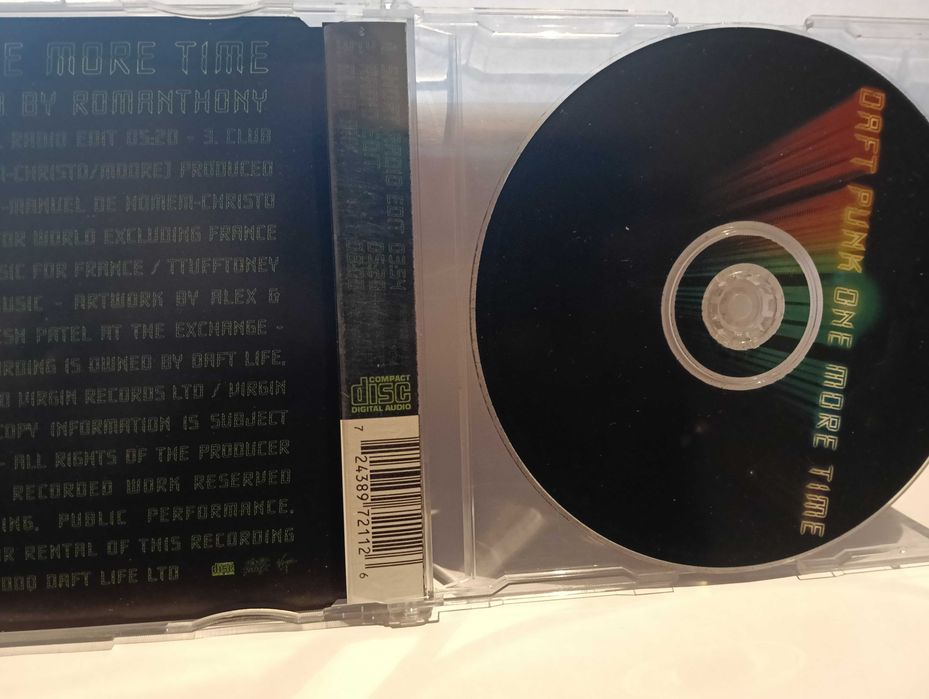 E MORE TIME
BY ROMANTHONY
RADIO EDIT 05:20 - 3. CLUB
-CHRISTO/MOORE] PRODUCED
-MANUEL DE HOMEM-CHRISTO
OR WORLD EXCLUDING FRANCE
SIC FOR FRANCE / TTUFFTONEY
MUSIC - ARTWORK BY ALEX &
ESH PATEL AT THE EXCHANGE -
ORDING IS OWNED BY DAFT LIFE.
O VIRGIN RECORDS LTD / VIRGIN
COPY INFORMATION IS SUBJECT
- ALL RIGHTS OF THE PRODUCER
RECORDED WORK RESERVED
ING. PUBLIC PERFORMANCE.
R RENTAL OF THIS RECORDING
DAFT LIFE LTD
COMPACT
disc
DIGITAL AUDIO
7 24389 72112 6
DAFT PUNK ONE MORE TIME